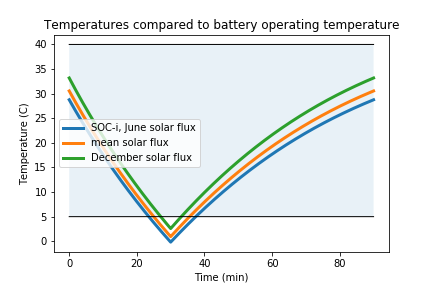 Temperatures compared to battery operating temperature
40
35
30
25
20
15
10
5
0
Temperature (C)
SOC-i, June solar flux
mean solar flux
December solar flux
0
20
40
60
80
Time (min)